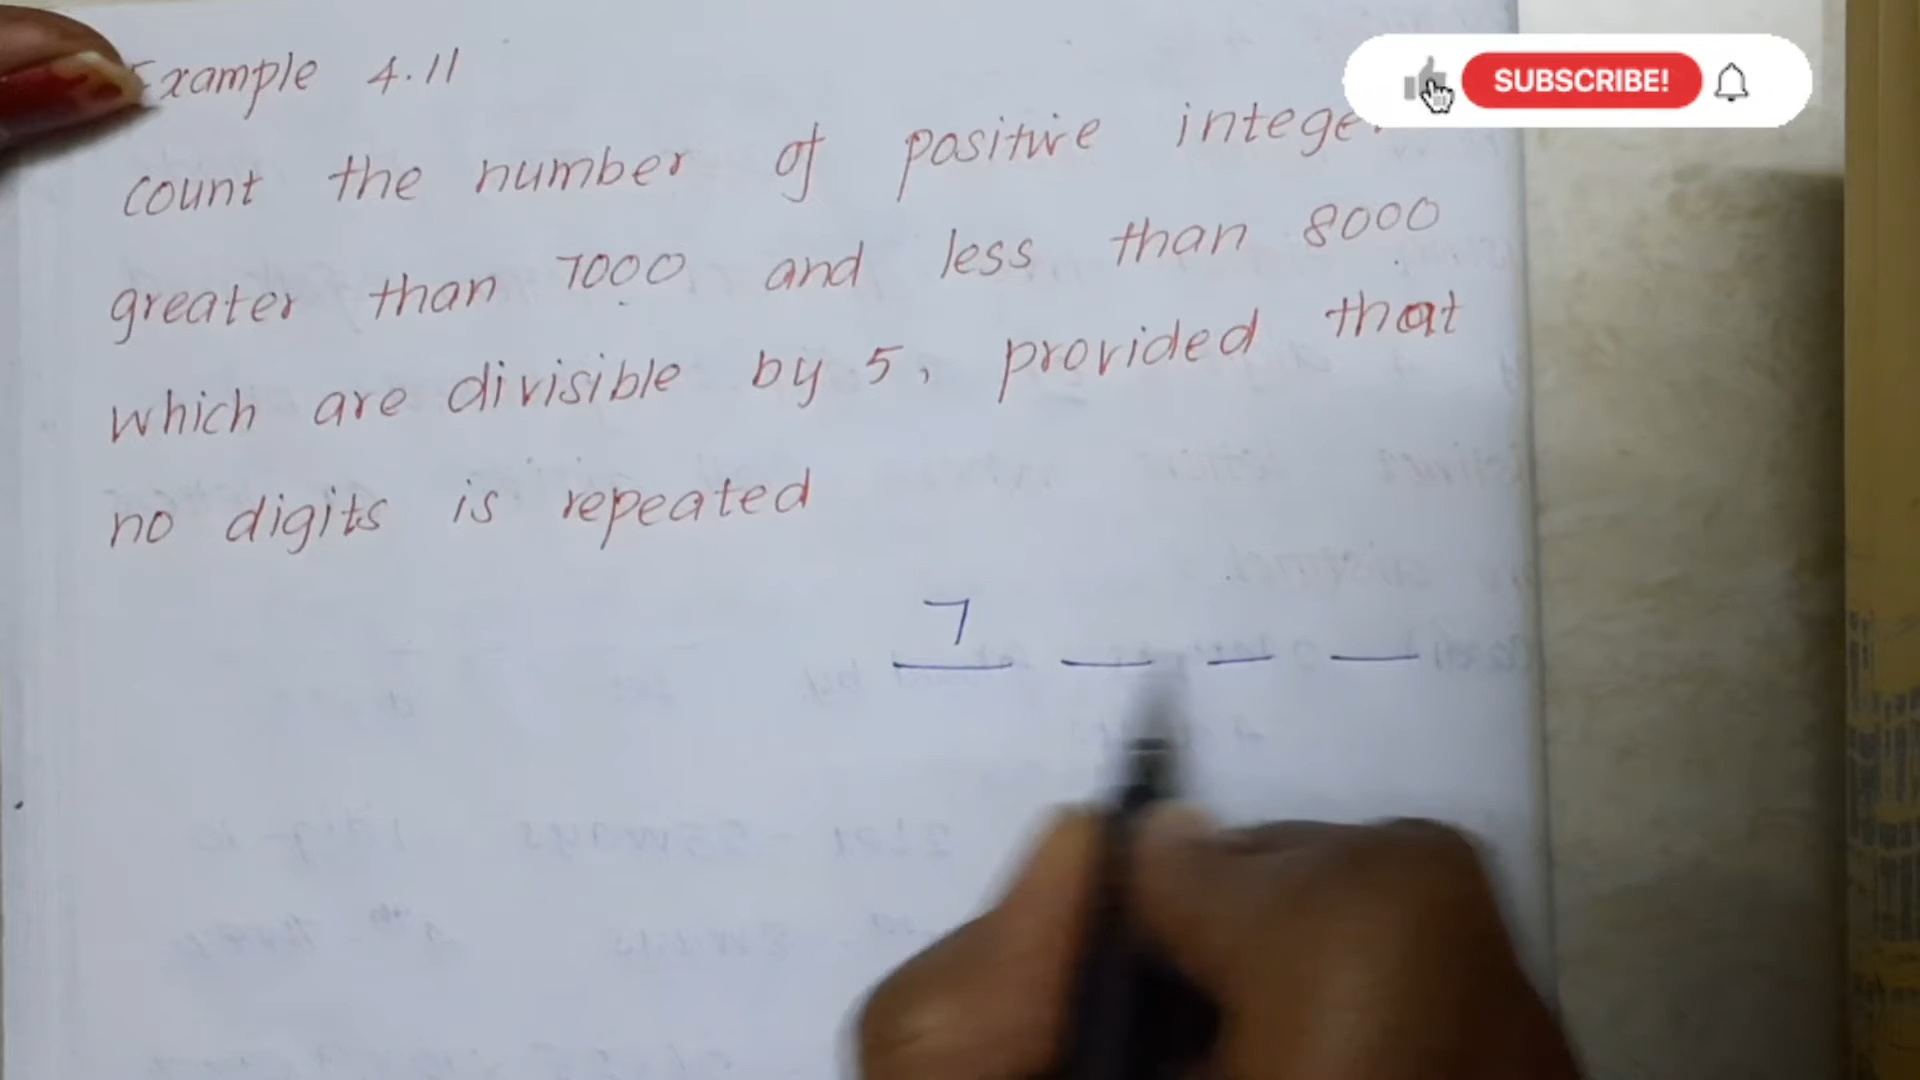 Example 4.11
SUBSCRIBE!
count the number of positive intege
greater than 7000 and less than 8000
which are divisible by 5, provided that
no digits is repeated
7